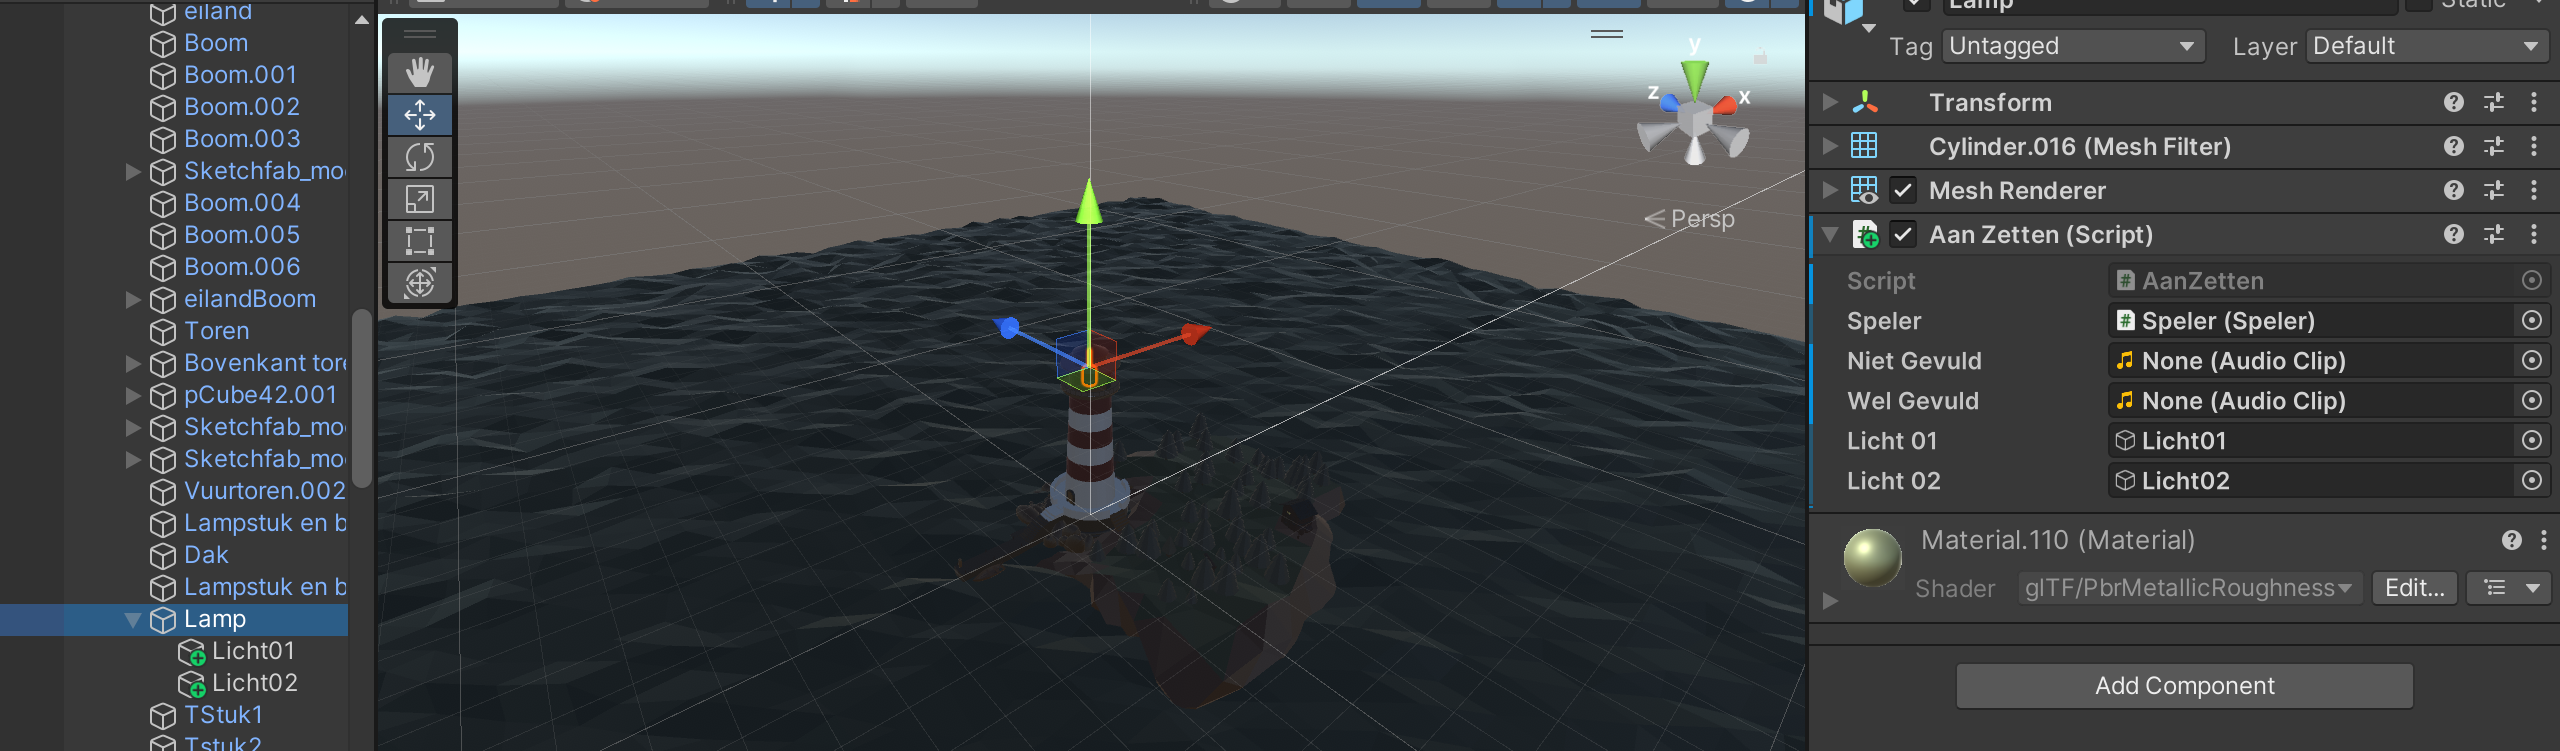 eiland
Boom
Boom.001
Boom.002
Boom.003
Sketchfab_mo
Boom.004
Boom.005
Boom.006
eilandBoom
Toren
Bovenkant tore
pCube42.001
Sketchfab_mo
Sketchfab_mo
Vuurtoren.002
Lampstuk en b
Dak
Lampstuk en b
Lamp
Licht01
Licht02
TStuk1
Tstuk2
y
z
x
Persp
Lamp
Static
Tag Untagged Layer Default
Transform
Cylinder.016 (Mesh Filter)
Mesh Renderer
Aan Zetten (Script)
Script AanZetten
Speler Speler (Speler)
Niet Gevuld None (Audio Clip)
Wel Gevuld None (Audio Clip)
Licht 01 Licht01
Licht 02 Licht02
Material.110 (Material)
Shader glTF/PbrMetallicRoughness Edit...
Add Component